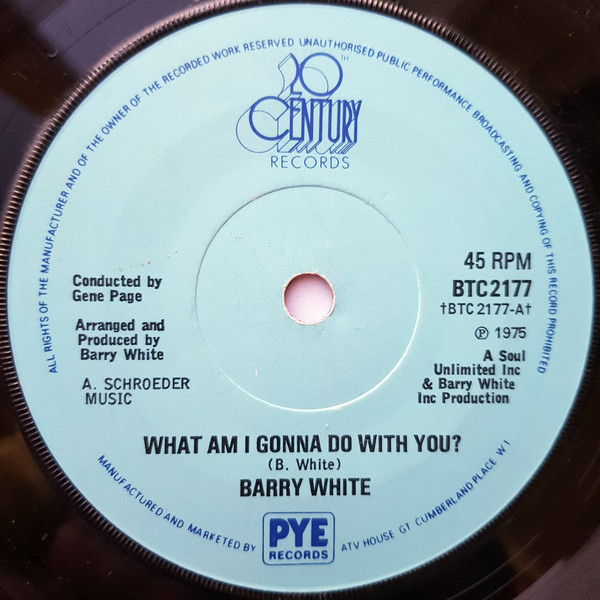 ALL RIGHTS OF THE MANUFACTURER AND OF THE OWNER OF THE RECORDED WORK RESERVED UNAUTHORISED PUBLIC PERFORMANCE BROADCASTING AND COPYING OF THIS RECORD PROHIBITED
20TH
CENTURY
RECORDS
Conducted by
Gene Page
Arranged and
Produced by
Barry White
A. SCHROEDER
MUSIC
45 RPM
BTC2177
†BTC 2177-A†
℗ 1975
A Soul
Unlimited Inc
& Barry White
Inc Production
WHAT AM I GONNA DO WITH YOU?
(B. White)
BARRY WHITE
MANUFACTURED AND MARKETED BY PYE RECORDS ATV HOUSE GT CUMBERLAND PLACE W1